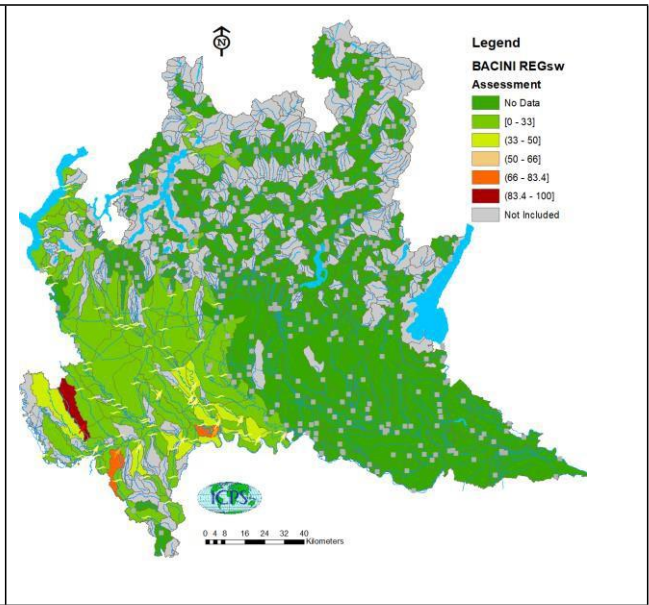 N
Legend
BACINI REGsw
Assessment
No Data
[0 - 33]
(33 - 50]
(50 - 66]
(66 - 83.4]
(83.4 - 100]
Not Included
ICPS
0 4 8 16 24 32 40
Kilometers